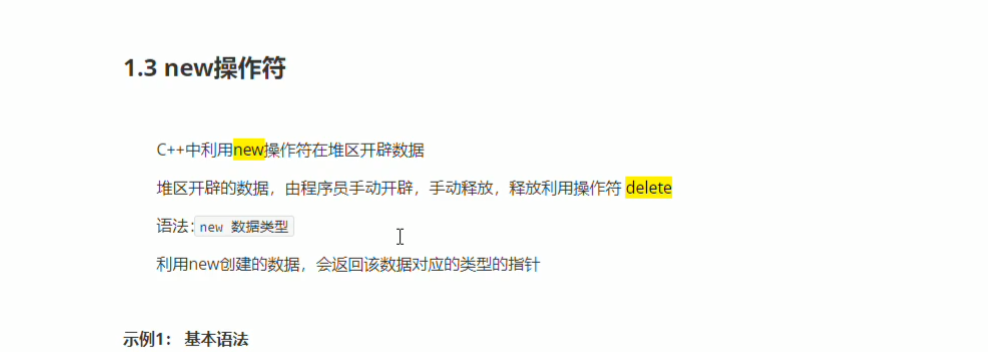 1.3 new操作符
C++中利用new操作符在堆区开辟数据
堆区开辟的数据，由程序员手动开辟，手动释放，释放利用操作符 delete
语法:new 数据类型
利用new创建的数据，会返回该数据对应的类型的指针
示例1： 基本语法